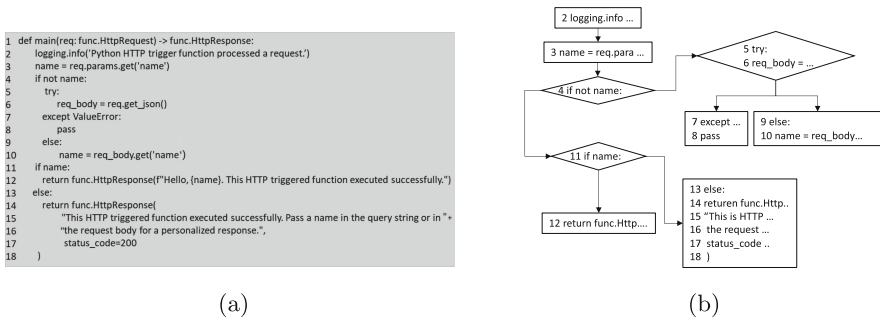 1 def main(req: func.HttpRequest) -> func.HttpResponse:
2 logging.info('Python HTTP trigger function processed a request.')
3 name = req.params.get('name')
4 if not name:
5 try:
6 req_body = req.get_json()
7 except ValueError:
8 pass
9 else:
10 name = req_body.get('name')
11 if name:
12 return func.HttpResponse(f"Hello, {name}. This HTTP triggered function executed successfully.")
13 else:
14 return func.HttpResponse(
15 "This HTTP triggered function executed successfully. Pass a name in the query string or in "+
16 "the request body for a personalized response.",
17 status_code=200
18 )
(a)
2 logging.info ...
3 name = req.para ...
4 if not name:
5 try:
6 req_body = ...
7 except ...
8 pass
9 else:
10 name = req_body...
11 if name:
12 return func.Http....
13 else:
14 returen func.Http..
15 "This is HTTP ...
16 the request ...
17 status_code ..
18 )
(b)